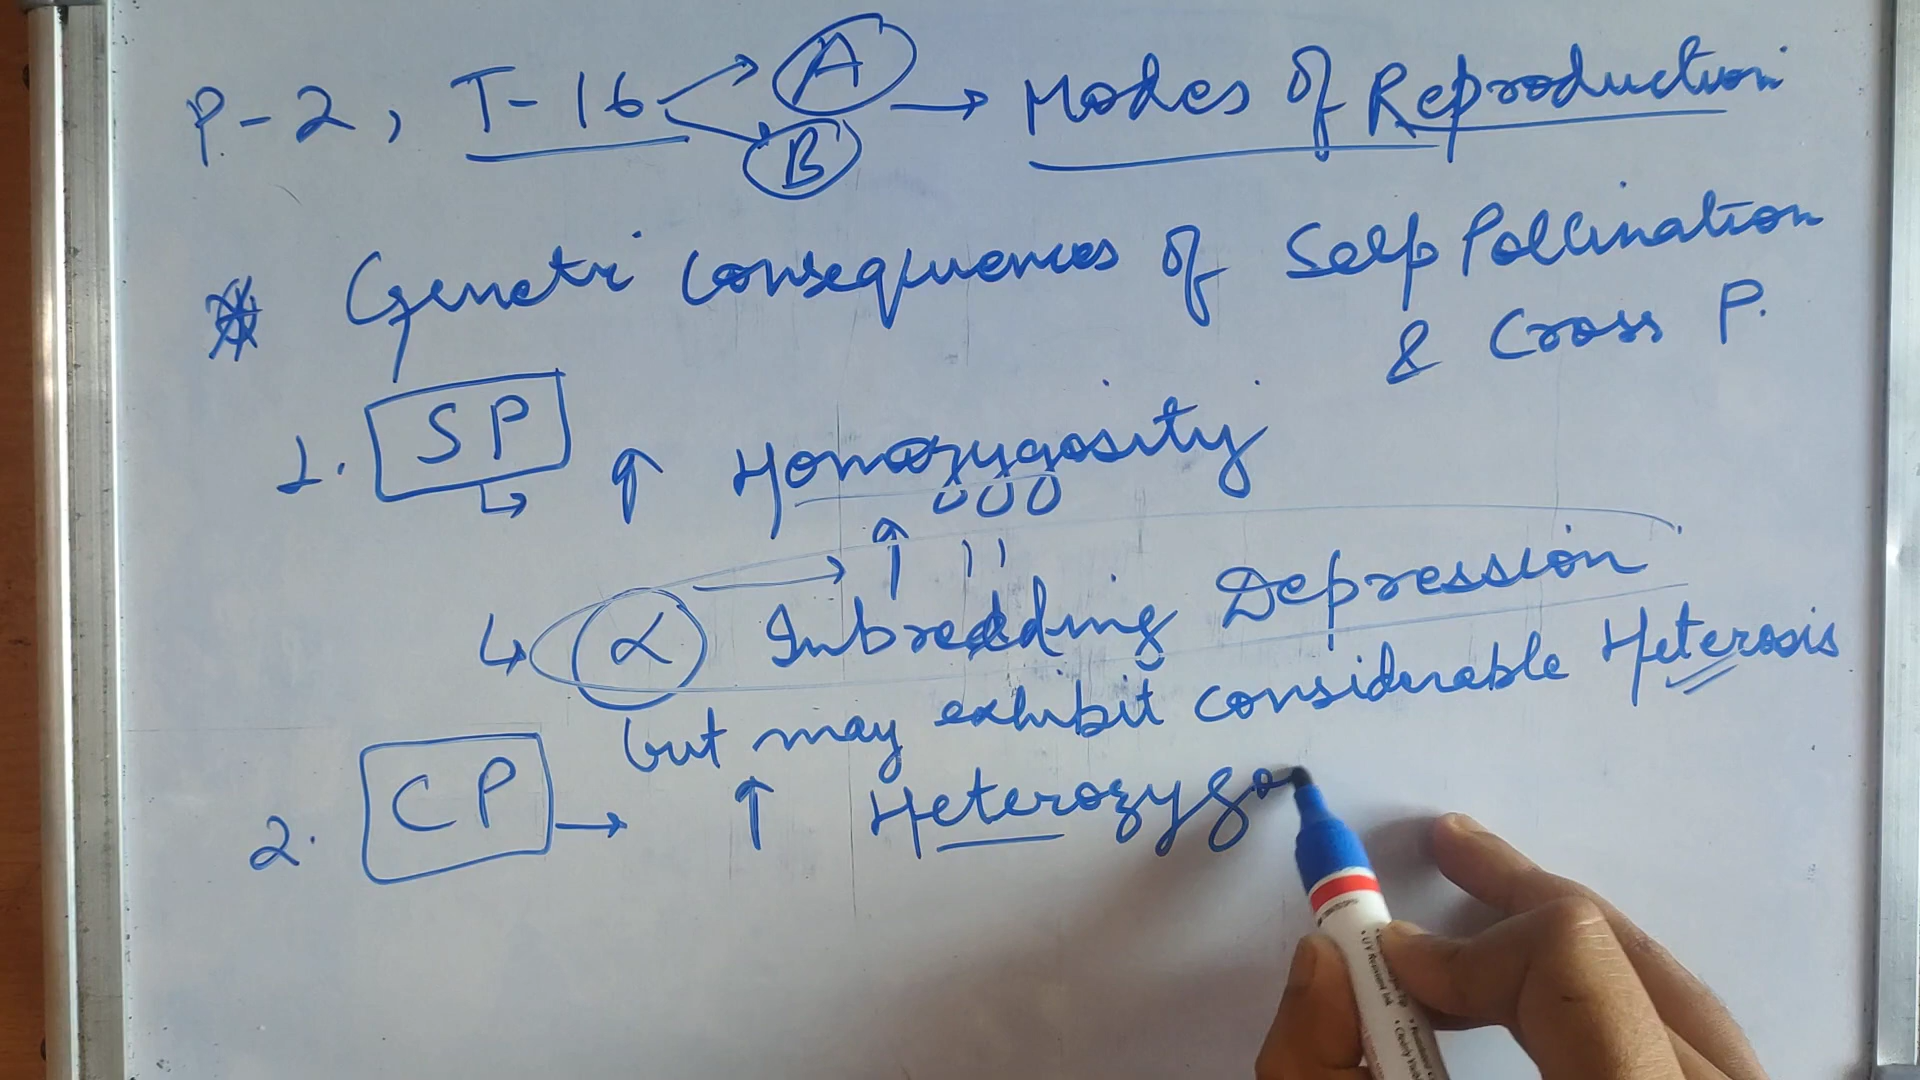 P-2, T-16 → A → Modes of Reproduction
B
* Genetic Consequences of Self Pollination
& Cross P.
1. SP
↳ ↑ Homozygosity
↳ α → ↑ Inbreeding Depression
but may exhibit considerable Heterosis
2. CP → ↑ Heterozygo